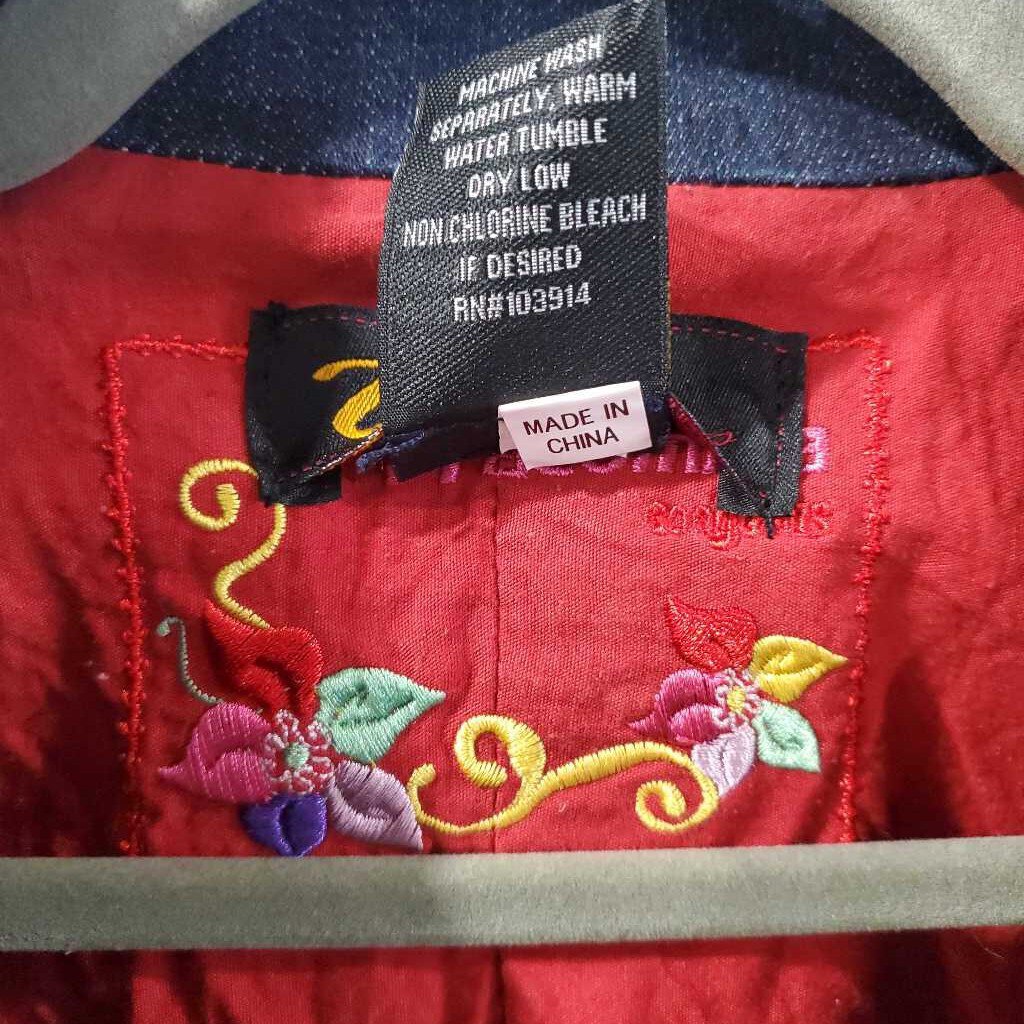 MACHINE WASH
SEPARATELY, WARM
WATER TUMBLE
DRY LOW
NON CHLORINE BLEACH
IF DESIRED
RN#103914
MADE IN
CHINA